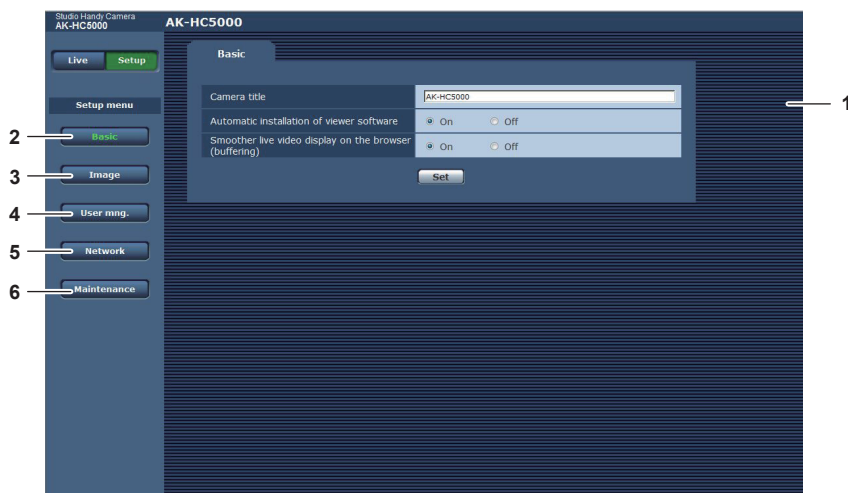 Studio Handy Camera
AK-HC5000
AK-HC5000
Live
Setup
Basic
Setup menu
Camera title
AK-HC5000
1
Automatic installation of viewer software
On
Off
2
Basic
Smoother live video display on the browser
(buffering)
On
Off
3
Image
Set
4
User mng.
5
Network
6
Maintenance